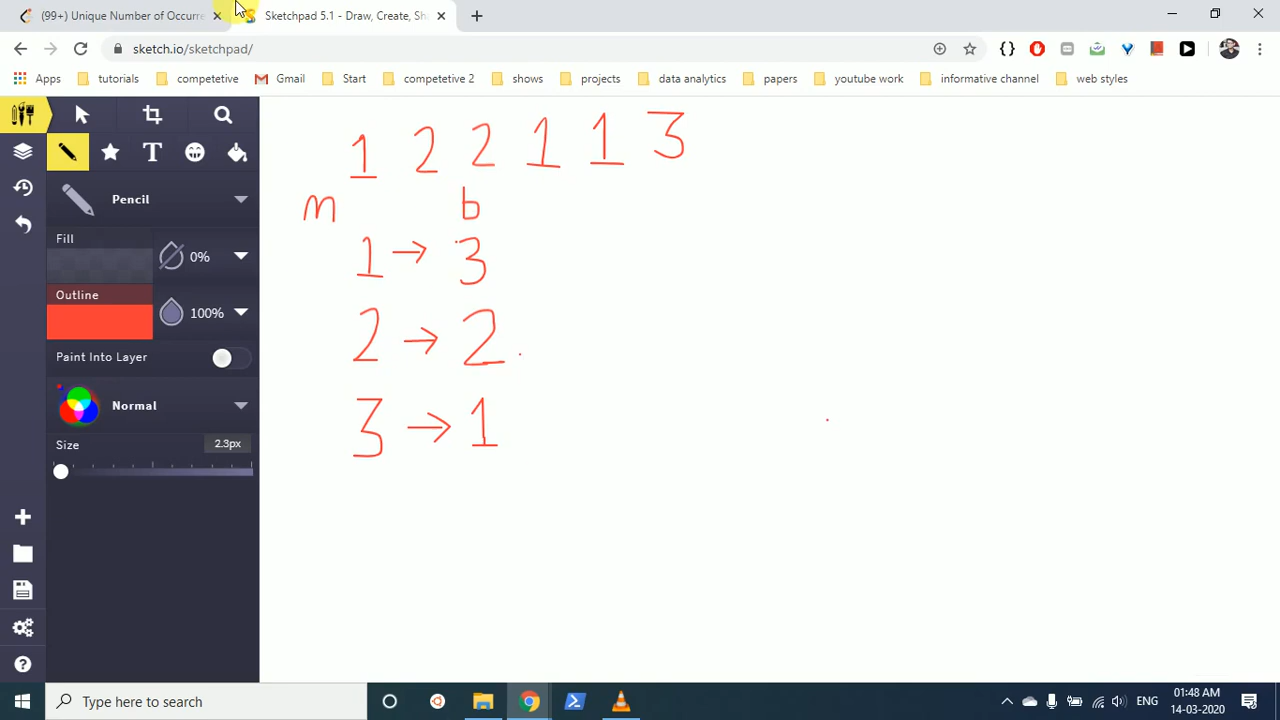 (99+) Unique Number of Occurre
Sketchpad 5.1 - Draw, Create, Sha
sketch.io/sketchpad/
Apps tutorials competetive Gmail Start competetive 2 shows projects data analytics papers youtube work informative channel web styles
1 2 2 1 1 3
m b
1 → 3
2 → 2
3 → 1
Pencil
Fill
0%
Outline
100%
Paint Into Layer
Normal
Size
2.3px
Type here to search
ENG
01:48 AM
14-03-2020